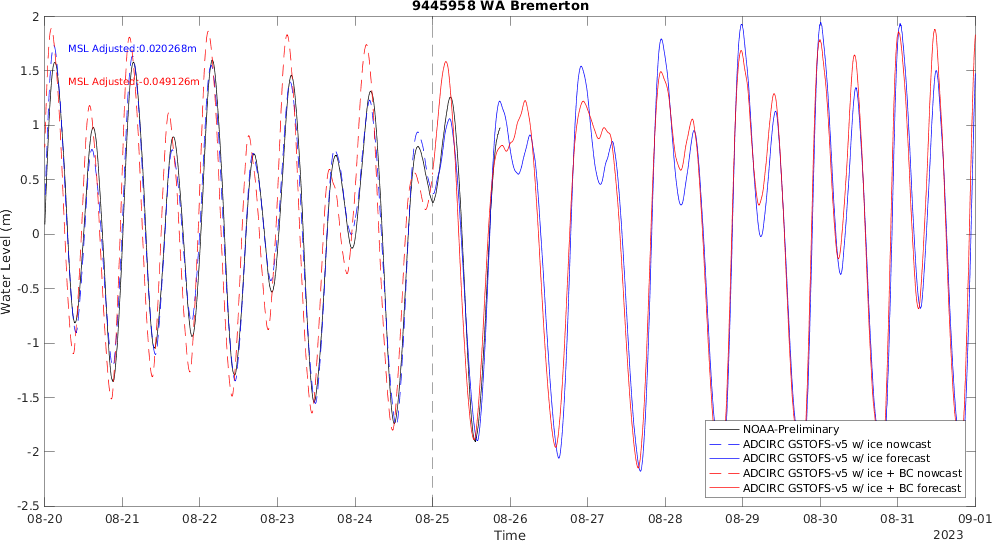 9445958 WA Bremerton
MSL Adjusted:0.020268m
MSL Adjusted:-0.049126m
Water Level (m)
2
1.5
1
0.5
0
-0.5
-1
-1.5
-2
-2.5
NOAA-Preliminary
ADCIRC GSTOFS-v5 w/ ice nowcast
ADCIRC GSTOFS-v5 w/ ice forecast
ADCIRC GSTOFS-v5 w/ ice + BC nowcast
ADCIRC GSTOFS-v5 w/ ice + BC forecast
08-20 08-21 08-22 08-23 08-24 08-25 08-26 08-27 08-28 08-29 08-30 08-31 09-01
Time
2023